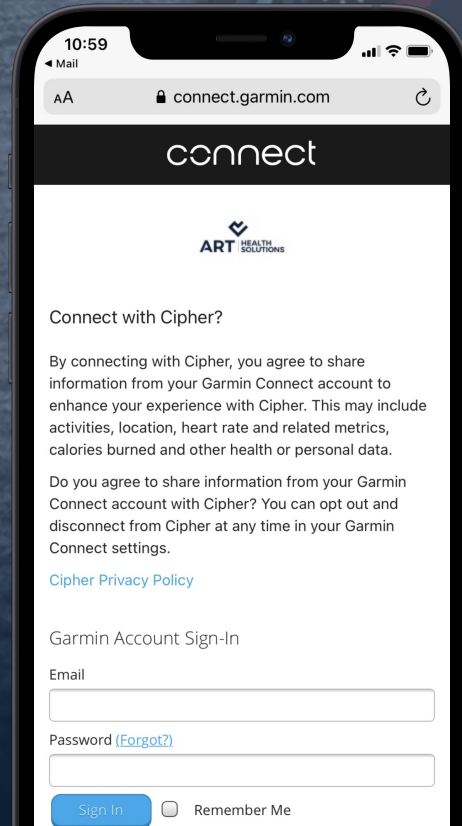 10:59
◀ Mail
AA connect.garmin.com
connect
ART HEALTH SOLUTIONS
Connect with Cipher?
By connecting with Cipher, you agree to share
information from your Garmin Connect account to
enhance your experience with Cipher. This may include
activities, location, heart rate and related metrics,
calories burned and other health or personal data.
Do you agree to share information from your Garmin
Connect account with Cipher? You can opt out and
disconnect from Cipher at any time in your Garmin
Connect settings.
Cipher Privacy Policy
Garmin Account Sign-In
Email
Password (Forgot?)
Sign In Remember Me